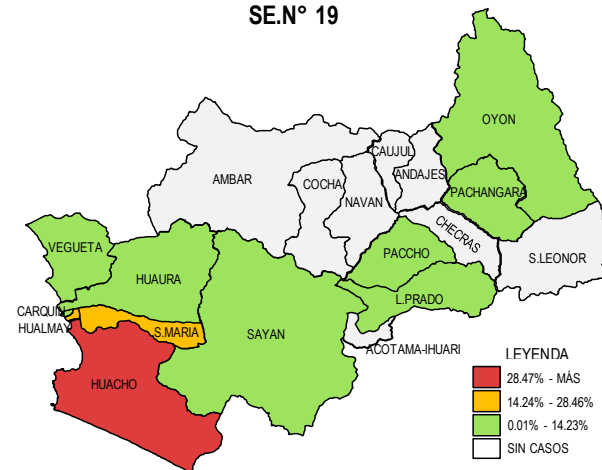 SE.N° 19
OYON
CAUJUL
ANDAJES
AMBAR
COCHA
PACHANGARA
NAVAN
CHECRAS
VEGUETA
PACCHO
S.LEONOR
HUAURA
L.PRADO
CARQUIN
HUALMAY
S.MARIA
SAYAN
ACOTAMA-IHUARI
HUACHO
LEYENDA
28.47% - MÁS
14.24% - 28.46%
0.01% - 14.23%
SIN CASOS